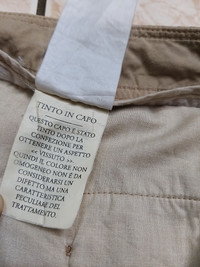 TINTO IN CAPO
QUESTO CAPO È STATO
TINTO DOPO LA
CONFEZIONE PER
OTTENERE UN ASPETTO
<< VISSUTO >>
QUINDI IL COLORE NON
OMOGENEO NON È DA
CONSIDERARSI UN
DIFETTO MA UNA
CARATTERISTICA
PECULIARE DEL
TRATTAMENTO.